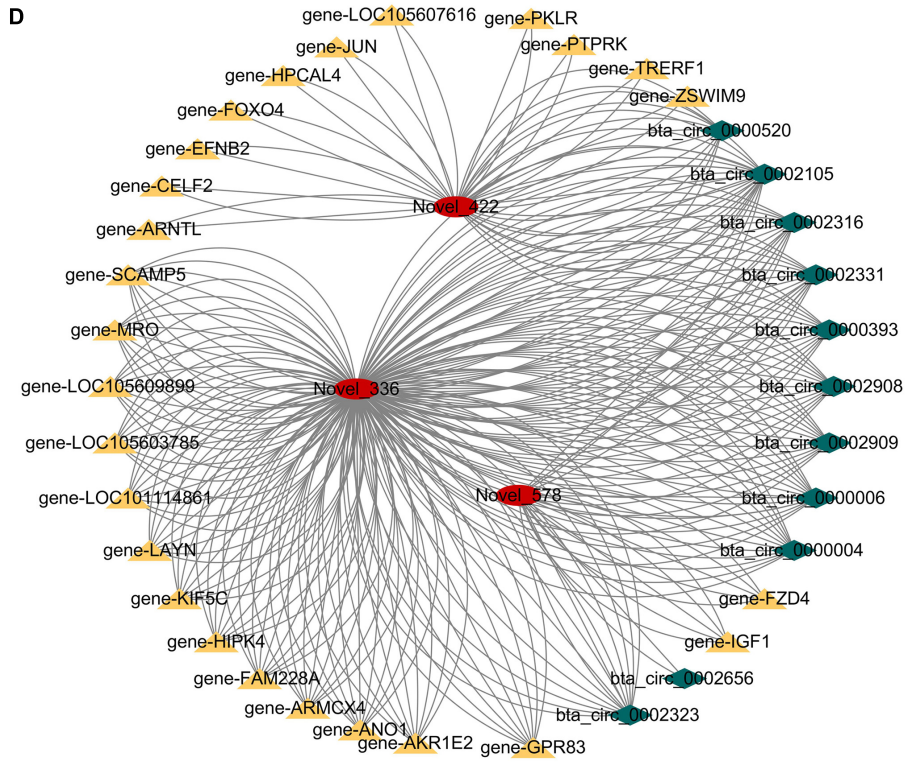 D
gene-LOC105607616
gene-PKLR
gene-JUN
gene-PTPRK
gene-HPCAL4
gene-TRERF1
gene-ZSWIM9
gene-FOXO4
bta_circ_0000520
gene-EFNB2
bta_circ_0002105
gene-CELF2
Novel_422
bta_circ_0002316
gene-ARNTL
gene-SCAMP5
bta_circ_0002331
gene-MRO
bta_circ_0000393
gene-LOC105609899
Novel_336
bta_circ_0002908
gene-LOC105603785
bta_circ_0002909
gene-LOC101114861
Novel_578
bta_circ_0000006
gene-LAYN
bta_circ_0000004
gene-KIF5C
gene-FZD4
gene-HIPK4
gene-IGF1
gene-FAM228A
bta_circ_0002656
gene-ARMCX4
bta_circ_0002323
gene-ANO1
gene-AKR1E2
gene-GPR83